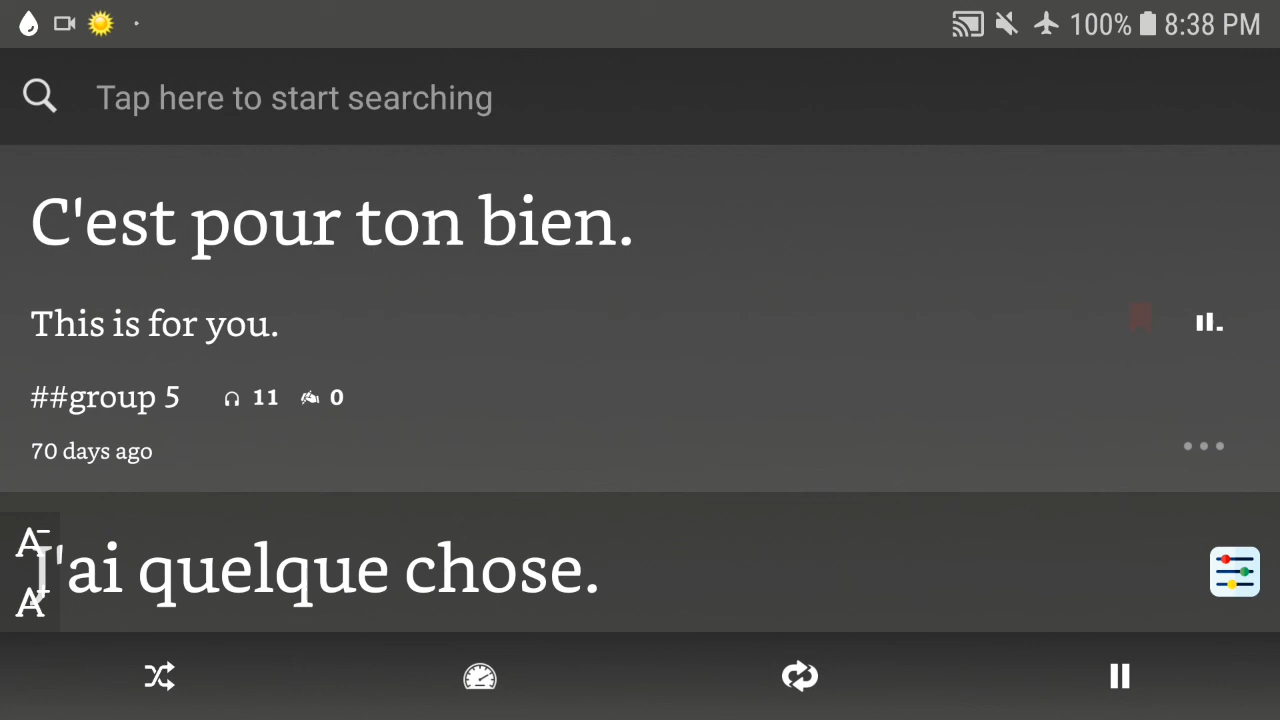 100% 8:38 PM
Tap here to start searching
C'est pour ton bien.
This is for you.
##group 5 11 0
70 days ago
A-
J'ai quelque chose.
A+